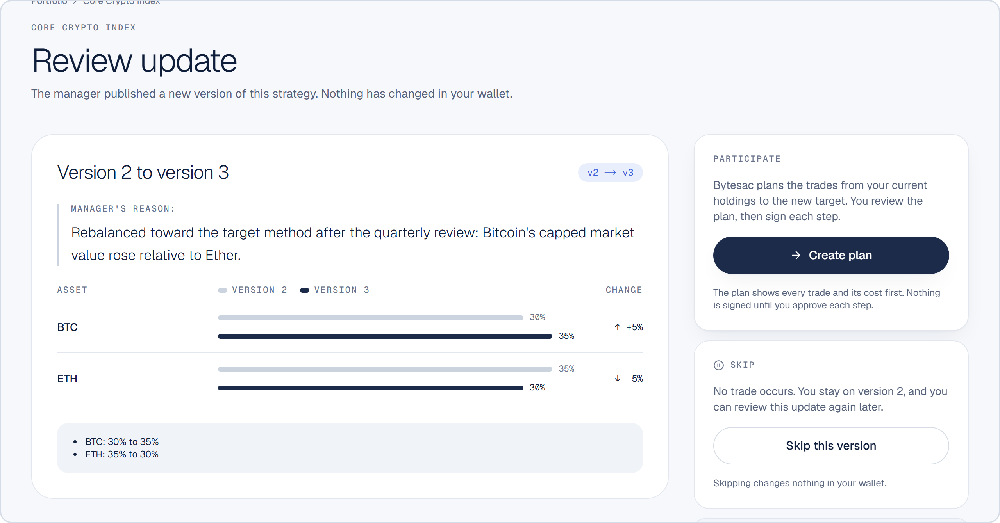 Portfolio > Core Crypto Index
CORE CRYPTO INDEX
Review update
The manager published a new version of this strategy. Nothing has changed in your wallet.
Version 2 to version 3
v2 → v3
MANAGER'S REASON:
Rebalanced toward the target method after the quarterly review: Bitcoin's capped market
value rose relative to Ether.
ASSET VERSION 2 VERSION 3 CHANGE
30%
BTC ↑ +5%
35%
35%
ETH ↓ −5%
30%
• BTC: 30% to 35%
• ETH: 35% to 30%
PARTICIPATE
Bytesac plans the trades from your current
holdings to the new target. You review the
plan, then sign each step.
→ Create plan
The plan shows every trade and its cost first. Nothing
is signed until you approve each step.
SKIP
No trade occurs. You stay on version 2, and you
can review this update again later.
Skip this version
Skipping changes nothing in your wallet.